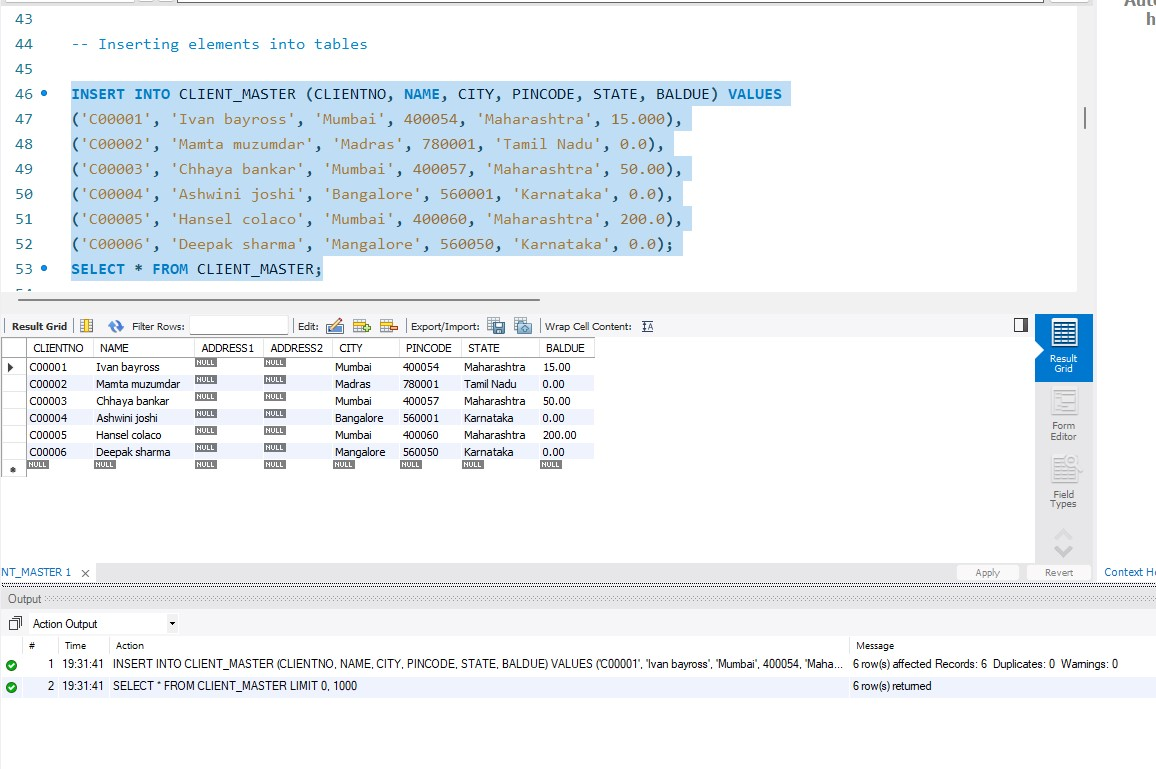 43
44 -- Inserting elements into tables
45
46 INSERT INTO CLIENT_MASTER (CLIENTNO, NAME, CITY, PINCODE, STATE, BALDUE) VALUES
47 ('C00001', 'Ivan bayross', 'Mumbai', 400054, 'Maharashtra', 15.000),
48 ('C00002', 'Mamta muzumdar', 'Madras', 780001, 'Tamil Nadu', 0.0),
49 ('C00003', 'Chhaya bankar', 'Mumbai', 400057, 'Maharashtra', 50.00),
50 ('C00004', 'Ashwini joshi', 'Bangalore', 560001, 'Karnataka', 0.0),
51 ('C00005', 'Hansel colaco', 'Mumbai', 400060, 'Maharashtra', 200.0),
52 ('C00006', 'Deepak sharma', 'Mangalore', 560050, 'Karnataka', 0.0);
53 SELECT * FROM CLIENT_MASTER;
Result Grid Filter Rows: Edit: Export/Import: Wrap Cell Content:
CLIENTNO NAME ADDRESS1 ADDRESS2 CITY PINCODE STATE BALDUE
C00001 Ivan bayross NULL NULL Mumbai 400054 Maharashtra 15.00
C00002 Mamta muzumdar NULL NULL Madras 780001 Tamil Nadu 0.00
C00003 Chhaya bankar NULL NULL Mumbai 400057 Maharashtra 50.00
C00004 Ashwini joshi NULL NULL Bangalore 560001 Karnataka 0.00
C00005 Hansel colaco NULL NULL Mumbai 400060 Maharashtra 200.00
C00006 Deepak sharma NULL NULL Mangalore 560050 Karnataka 0.00
NULL NULL NULL NULL NULL NULL NULL NULL
Result
Grid
Form
Editor
Field
Types
NT_MASTER 1 Apply Revert Context He
Output
Action Output
# Time Action Message
1 19:31:41 INSERT INTO CLIENT_MASTER (CLIENTNO, NAME, CITY, PINCODE, STATE, BALDUE) VALUES ('C00001', 'Ivan bayross', 'Mumbai', 400054, 'Maha... 6 row(s) affected Records: 6 Duplicates: 0 Warnings: 0
2 19:31:41 SELECT * FROM CLIENT_MASTER LIMIT 0, 1000 6 row(s) returned